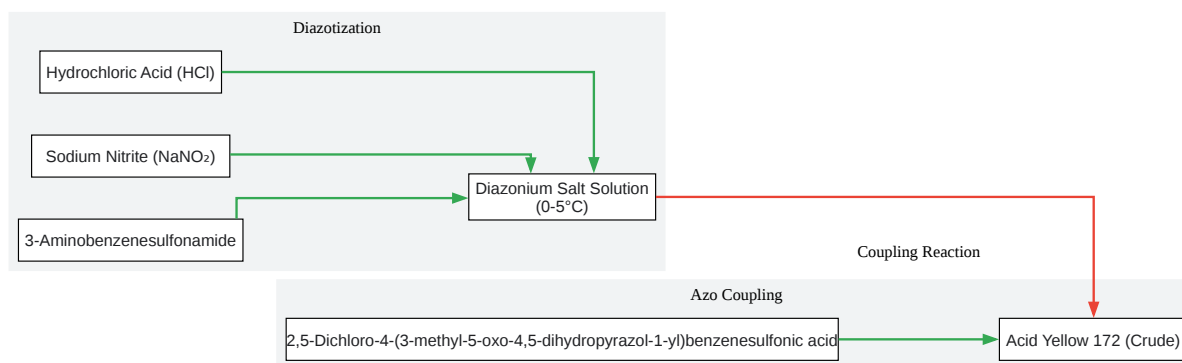 Diazotization
Hydrochloric Acid (HCl)
Sodium Nitrite (NaNO₂)
Diazonium Salt Solution
(0-5°C)
3-Aminobenzenesulfonamide
Coupling Reaction
Azo Coupling
2,5-Dichloro-4-(3-methyl-5-oxo-4,5-dihydropyrazol-1-yl)benzenesulfonic acid
Acid Yellow 172 (Crude)